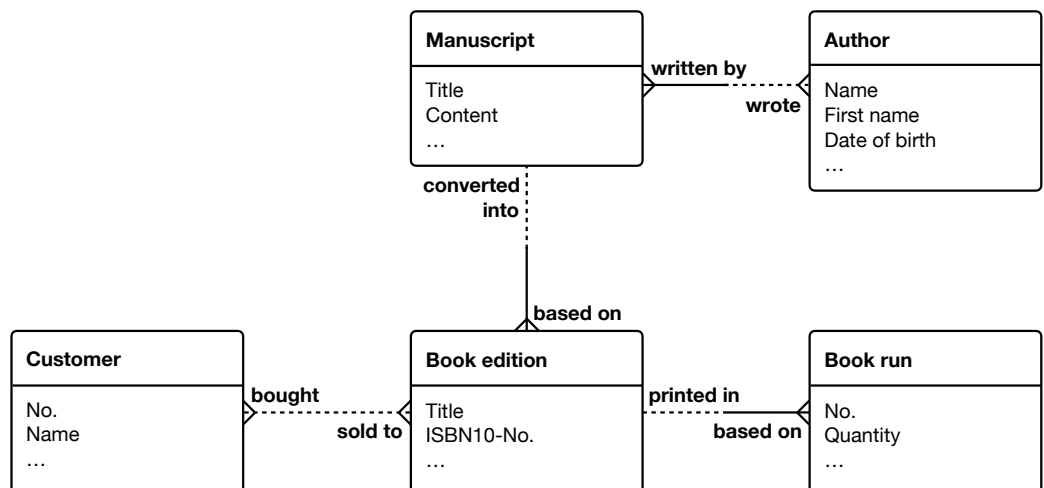 Manuscript
Title
Content
…
written by
wrote
Author
Name
First name
Date of birth
…
converted
into
based on
Customer
No.
Name
…
bought
sold to
Book edition
Title
ISBN10-No.
…
printed in
based on
Book run
No.
Quantity
…